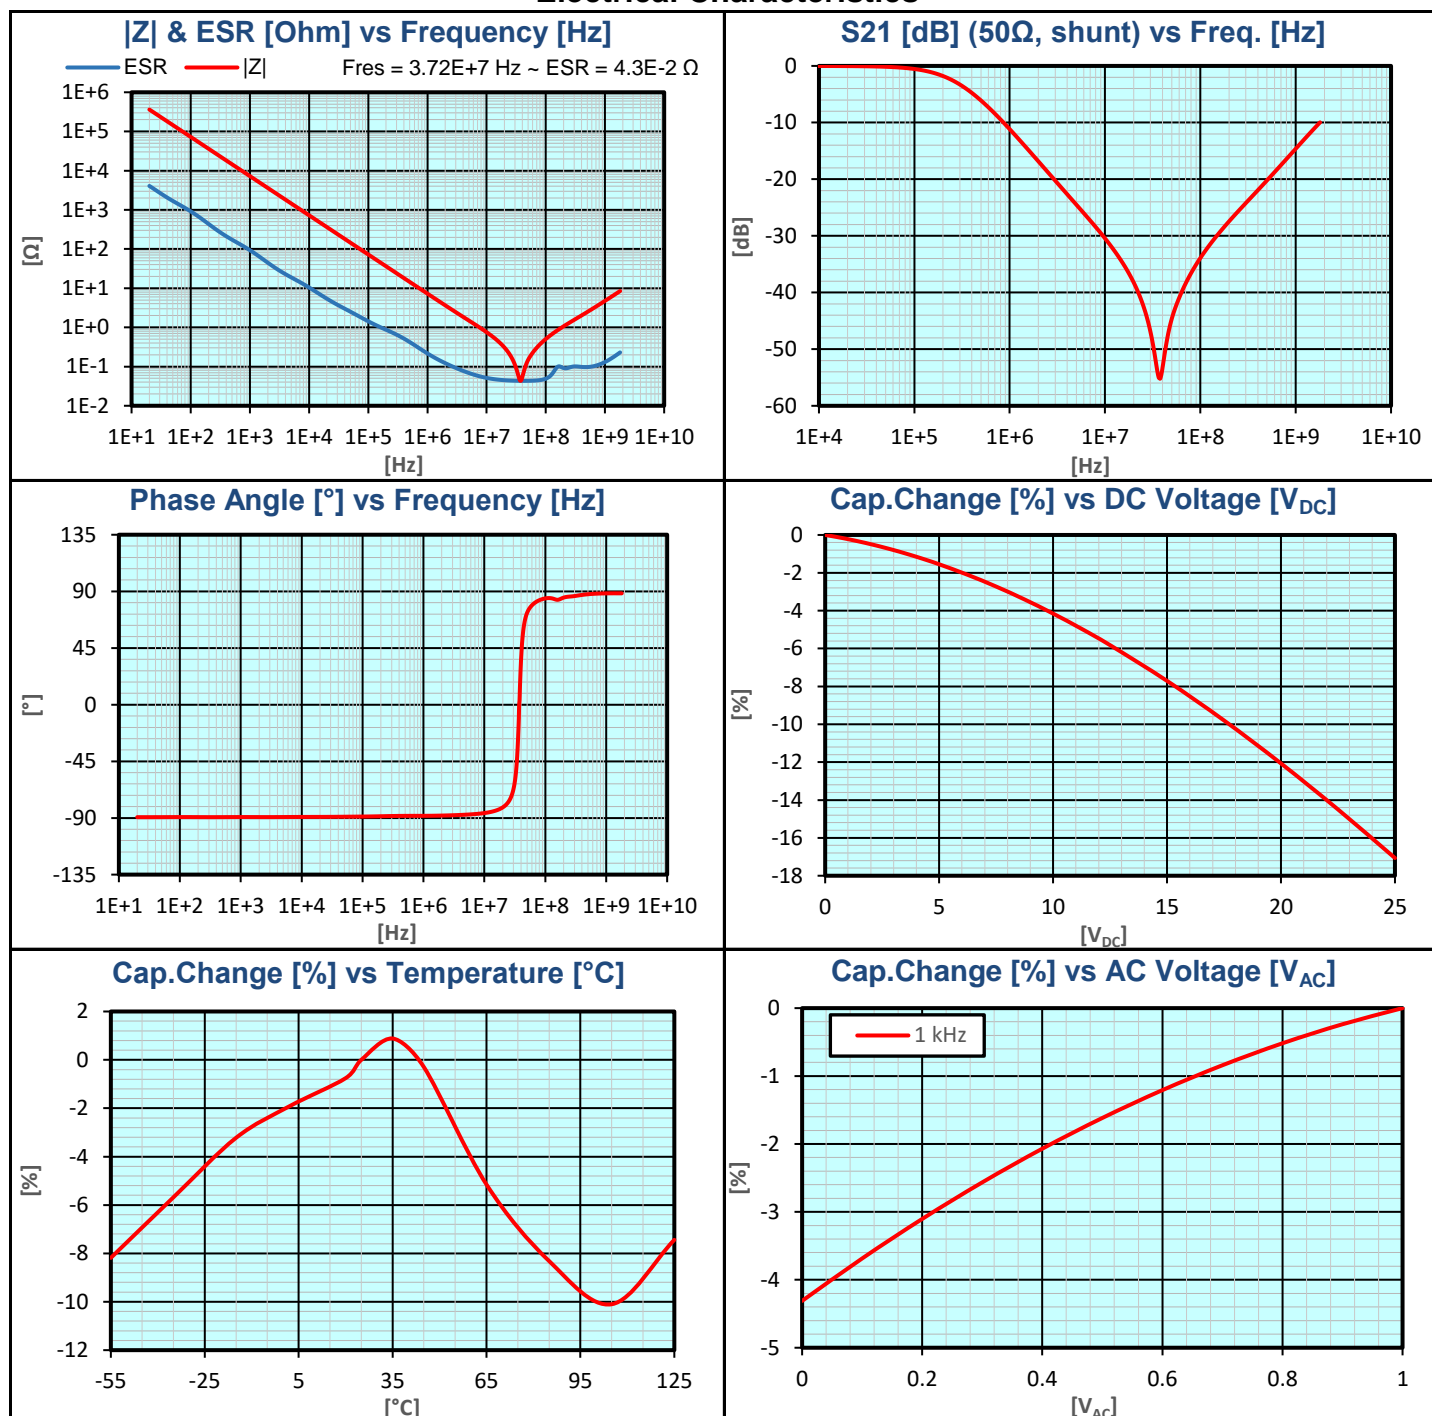 Electrical Characteristics
|Z| & ESR [Ohm] vs Frequency [Hz]
ESR |Z| Fres = 3.72E+7 Hz ~ ESR = 4.3E-2 Ω
1E+6
1E+5
1E+4
1E+3
1E+2
1E+1
1E+0
1E-1
1E-2
[Ω]
1E+1 1E+2 1E+3 1E+4 1E+5 1E+6 1E+7 1E+8 1E+9 1E+10
[Hz]
S21 [dB] (50Ω, shunt) vs Freq. [Hz]
0
-10
-20
-30
-40
-50
-60
[dB]
1E+4 1E+5 1E+6 1E+7 1E+8 1E+9 1E+10
[Hz]
Phase Angle [°] vs Frequency [Hz]
135
90
45
0
-45
-90
-135
[°]
1E+1 1E+2 1E+3 1E+4 1E+5 1E+6 1E+7 1E+8 1E+9 1E+10
[Hz]
Cap.Change [%] vs DC Voltage [VDC]
0
-2
-4
-6
-8
-10
-12
-14
-16
-18
[%]
0 5 10 15 20 25
[VDC]
Cap.Change [%] vs Temperature [°C]
2
0
-2
-4
-6
-8
-10
-12
[%]
-55 -25 5 35 65 95 125
[°C]
Cap.Change [%] vs AC Voltage [VAC]
1 kHz
0
-1
-2
-3
-4
-5
[%]
0 0.2 0.4 0.6 0.8 1
[VAC]